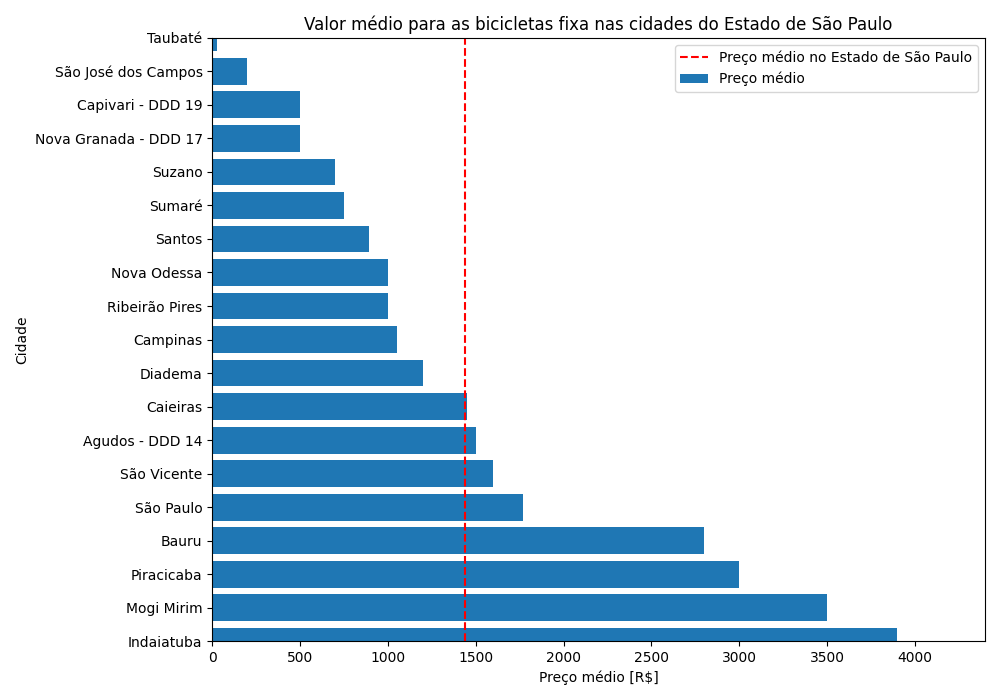 Valor médio para as bicicletas fixa nas cidades do Estado de São Paulo
Preço médio no Estado de São Paulo
Preço médio
Cidade
Taubaté
São José dos Campos
Capivari - DDD 19
Nova Granada - DDD 17
Suzano
Sumaré
Santos
Nova Odessa
Ribeirão Pires
Campinas
Diadema
Caieiras
Agudos - DDD 14
São Vicente
São Paulo
Bauru
Piracicaba
Mogi Mirim
Indaiatuba
0 500 1000 1500 2000 2500 3000 3500 4000
Preço médio [R$]